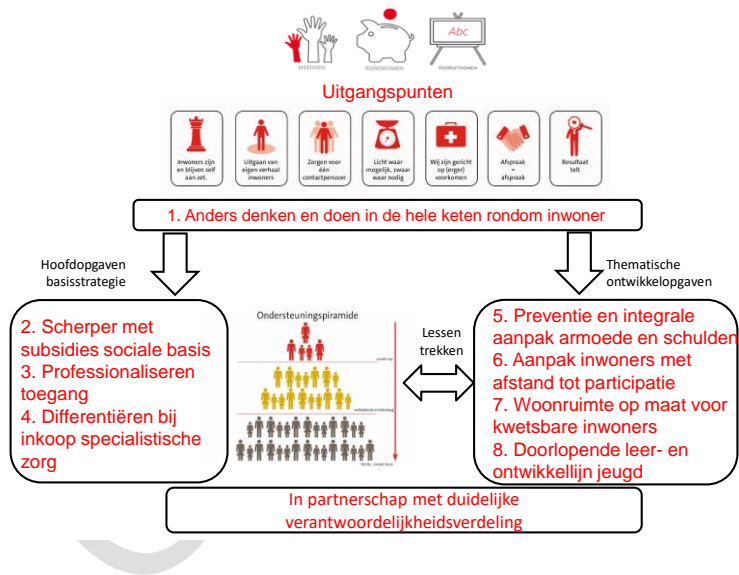 Abc
MEEDOEN
RONDKOMEN
VOORUITKOMEN
Uitgangspunten
Inwoners zijn
en blijven zelf
aan zet.
Uitgaan van
eigen verhaal
inwoners
Zorgen voor
één
contactpersoon
Licht waar
mogelijk, zwaar
waar nodig
Wij zijn gericht
op (erger)
voorkomen
Afspraak
=
afspraak
Resultaat
telt
1. Anders denken en doen in de hele keten rondom inwoner
Hoofdopgaven
basisstrategie
Thematische
ontwikkelopgaven
2. Scherper met
subsidies sociale basis
3. Professionaliseren
toegang
4. Differentiëren bij
inkoop specialistische
zorg
Ondersteuningspiramide
Lessen
trekken
5. Preventie en integrale
aanpak armoede en schulden
6. Aanpak inwoners met
afstand tot participatie
7. Woonruimte op maat voor
kwetsbare inwoners
8. Doorlopende leer- en
ontwikkellijn jeugd
In partnerschap met duidelijke
verantwoordelijkheidsverdeling